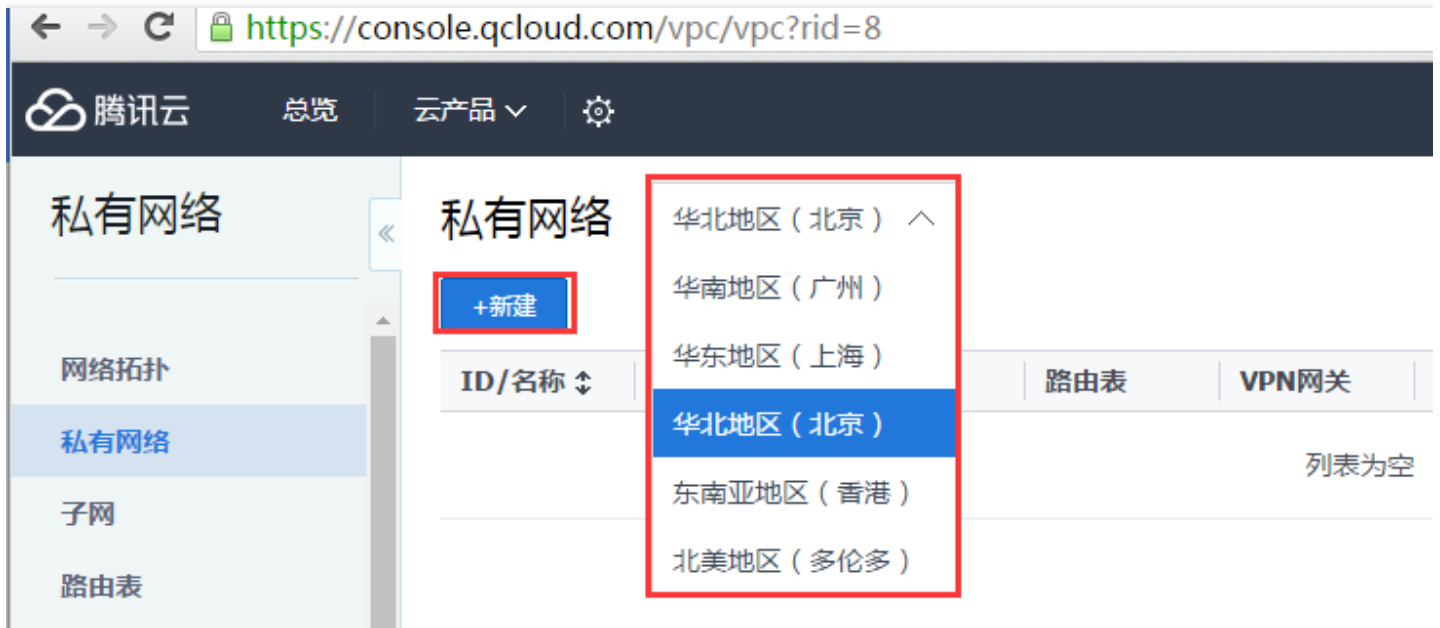 https://console.qcloud.com/vpc/vpc?rid=8
腾讯云 总览 云产品
私有网络
网络拓扑
私有网络
子网
路由表
私有网络 华北地区（北京）
+新建
华南地区（广州）
华东地区（上海）
华北地区（北京）
东南亚地区（香港）
北美地区（多伦多）
ID/名称 路由表 VPN网关
列表为空